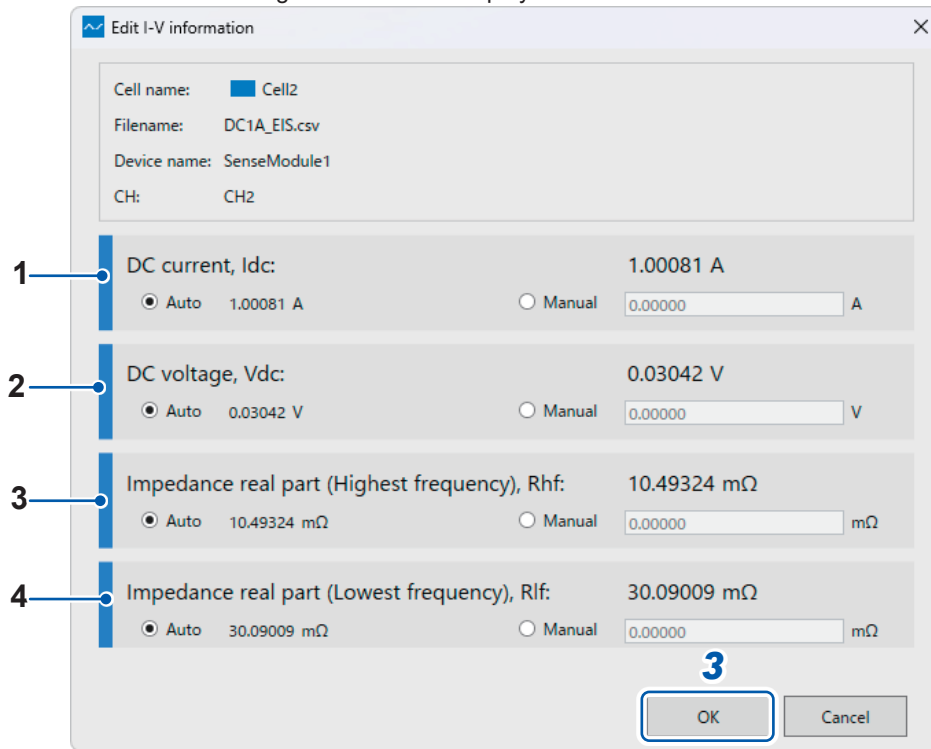 Edit I-V information
Cell name: Cell2
Filename: DC1A_EIS.csv
Device name: SenseModule1
CH: CH2
1
DC current, Idc: 1.00081 A
Auto 1.00081 A Manual 0.00000 A
2
DC voltage, Vdc: 0.03042 V
Auto 0.03042 V Manual 0.00000 V
3
Impedance real part (Highest frequency), Rhf: 10.49324 mΩ
Auto 10.49324 mΩ Manual 0.00000 mΩ
4
Impedance real part (Lowest frequency), Rlf: 30.09009 mΩ
Auto 30.09009 mΩ Manual 0.00000 mΩ
3
OK Cancel